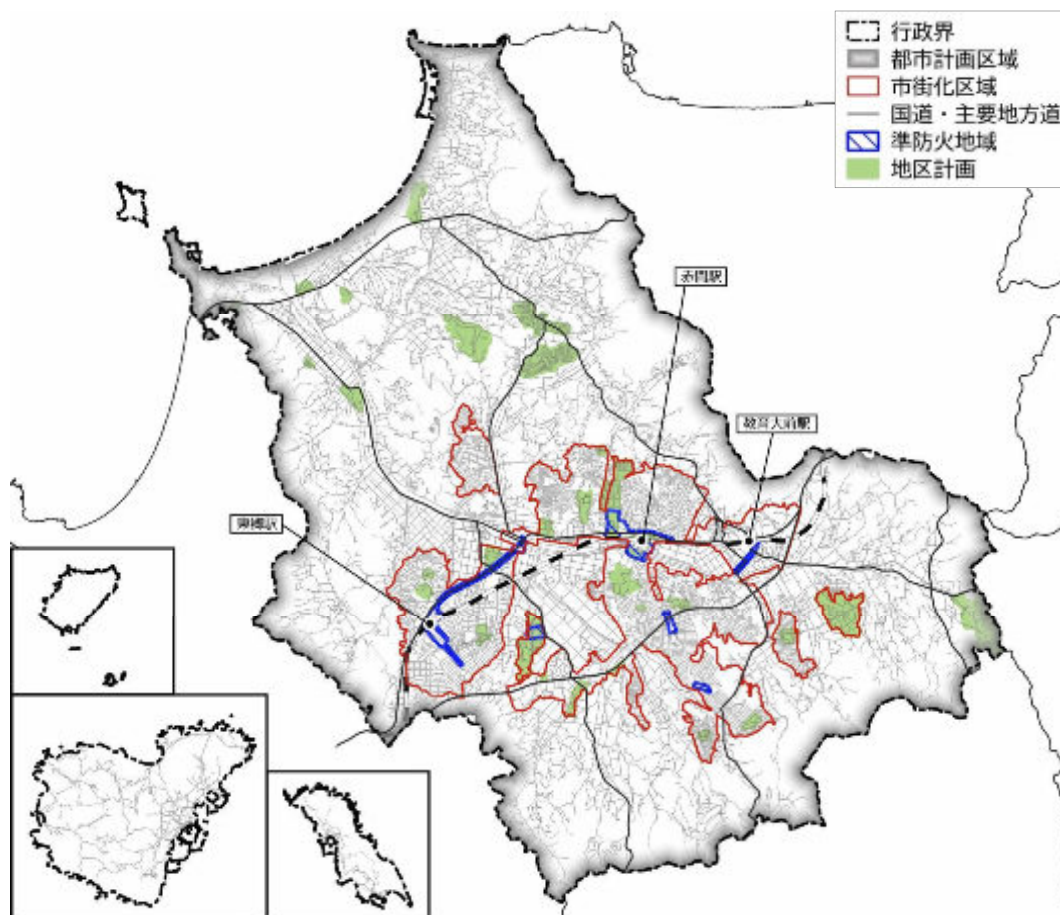 行政界
都市計画区域
市街化区域
国道・主要地方道
準防火地域
地区計画
赤間駅
教育大前駅
東郷駅